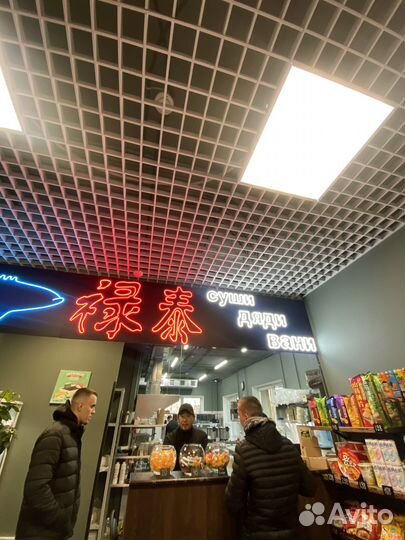 禄泰
суши
дяди
вани
Avito